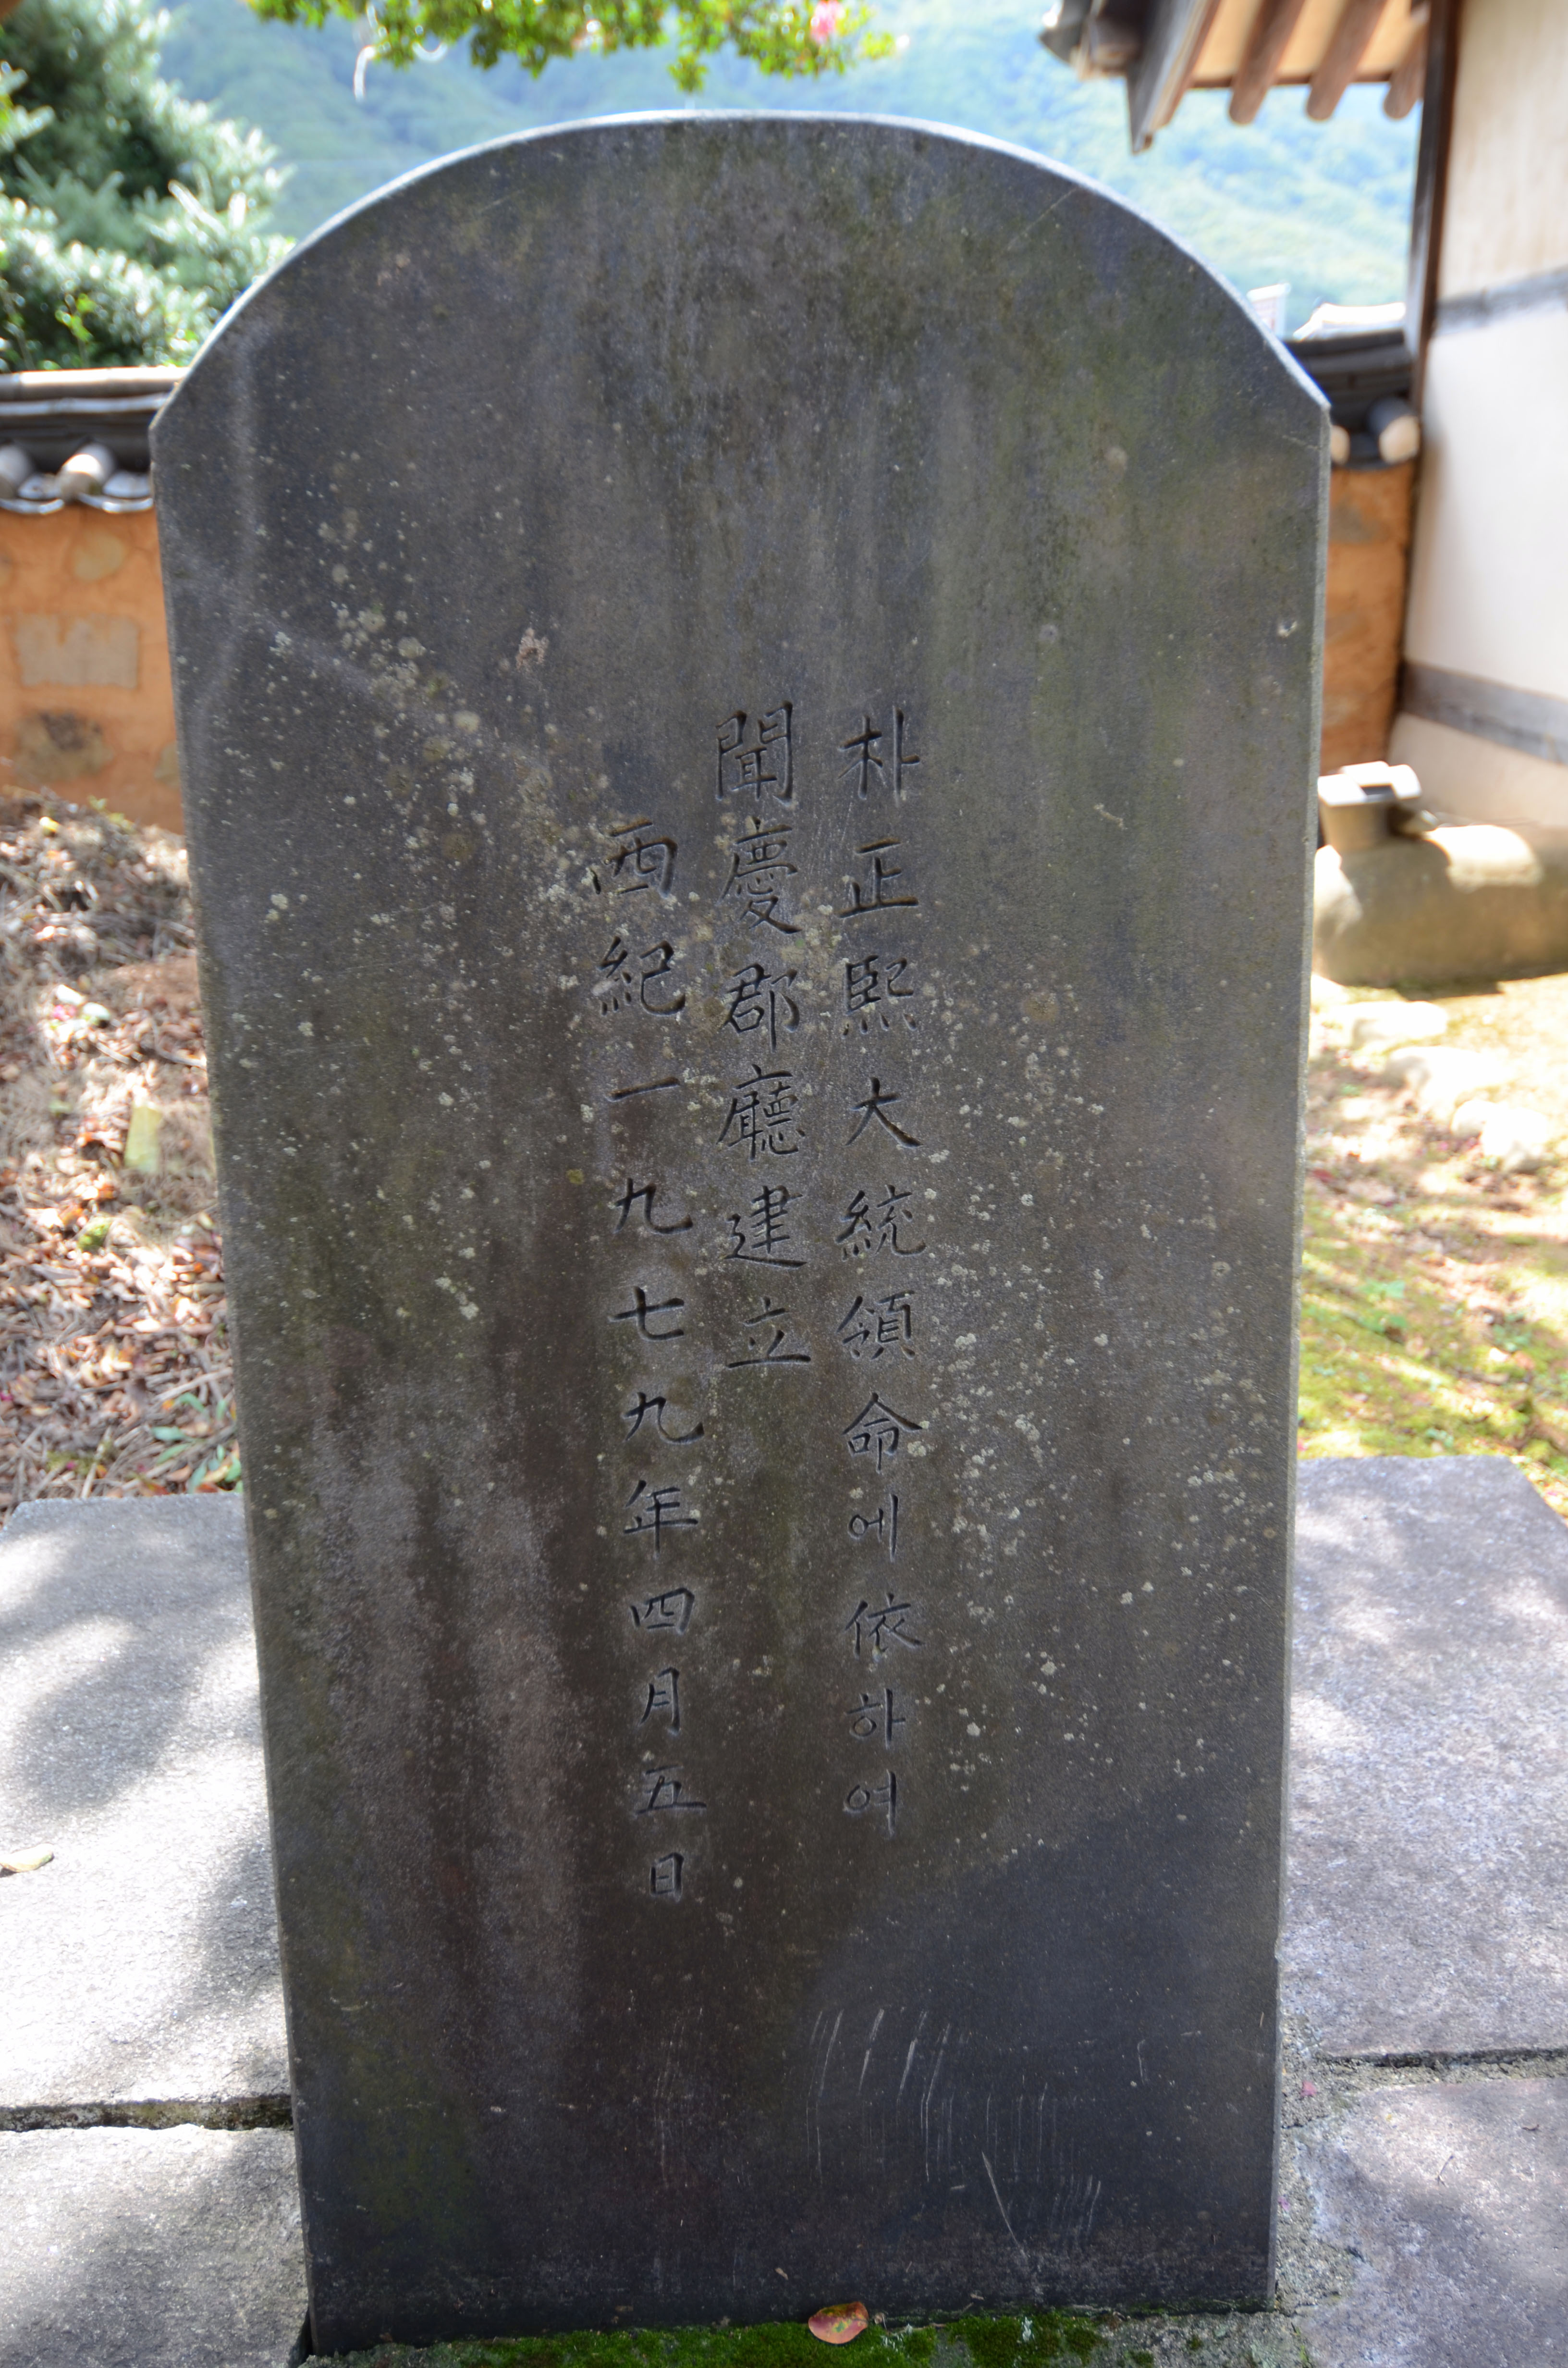 朴正熙大統領命에依하여
聞慶郡廳建立
西紀一九七九年四月五日